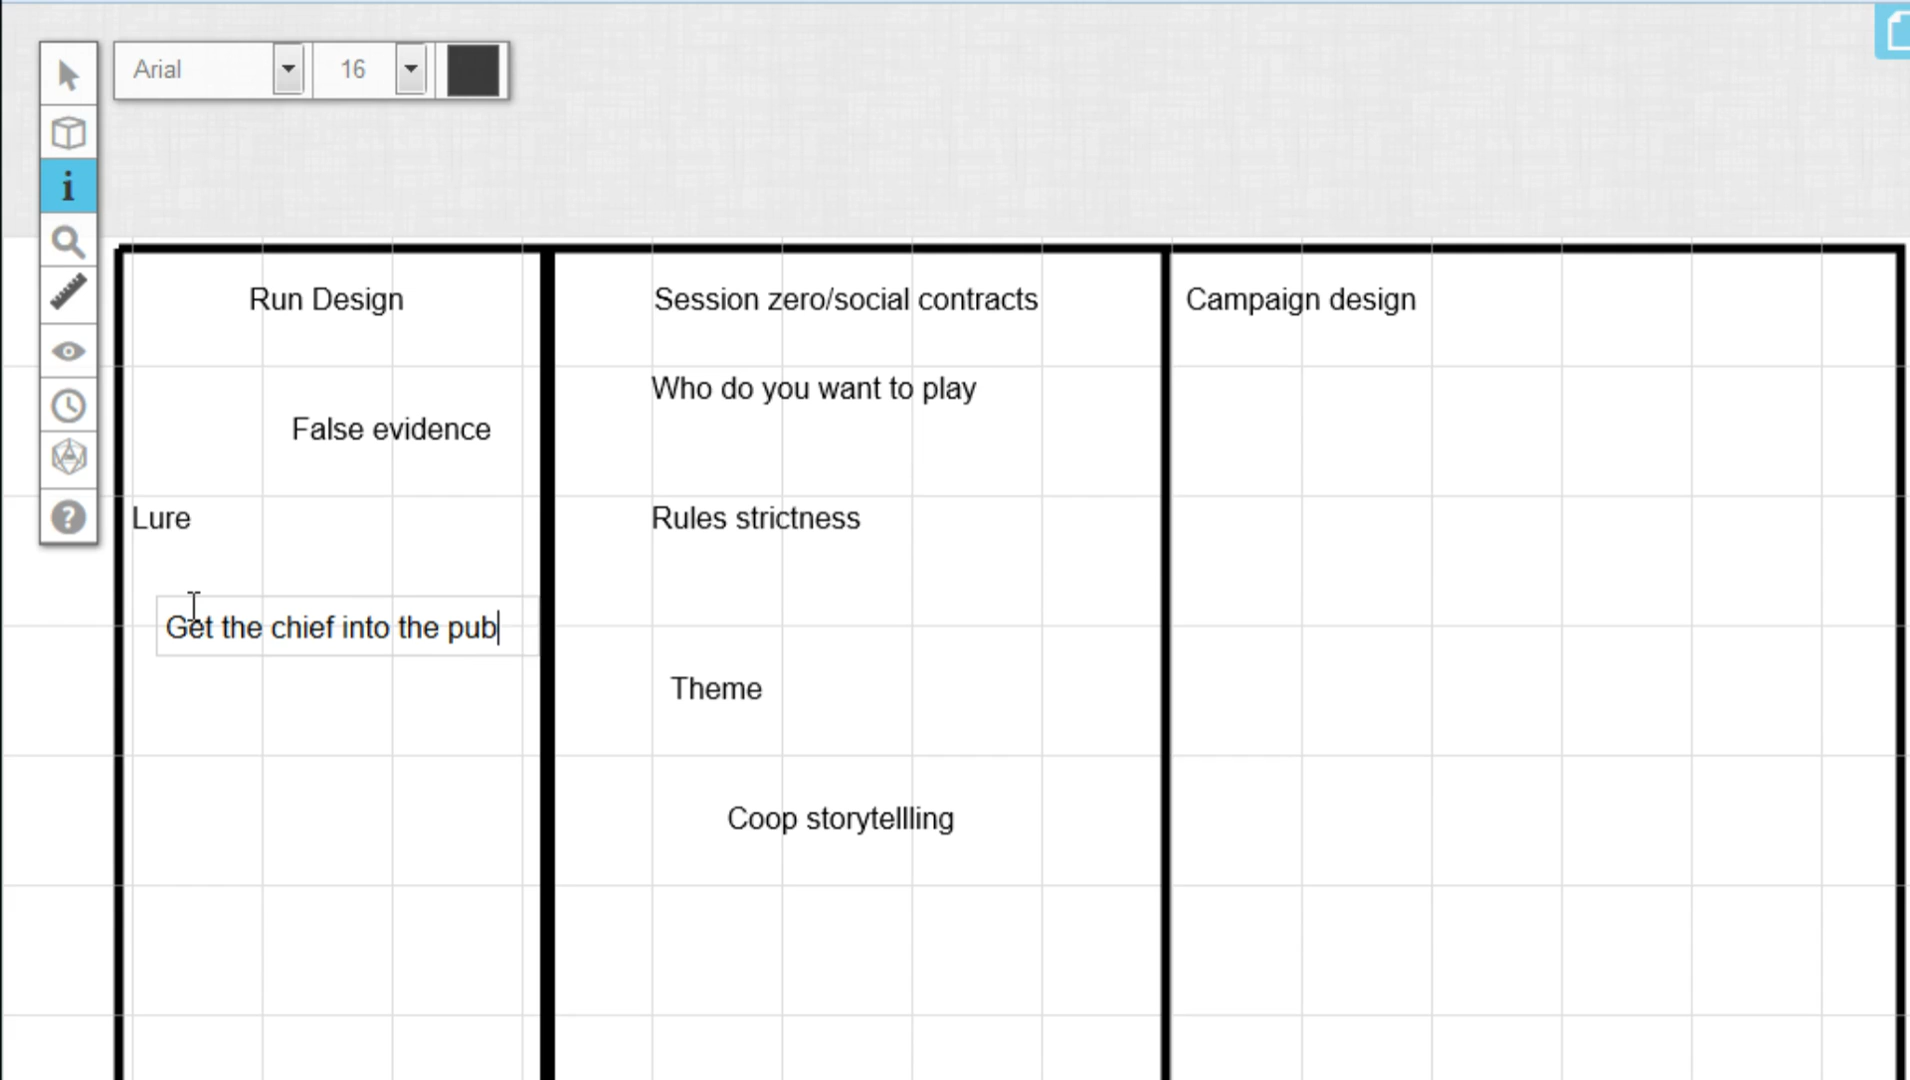 Arial
16
i
?
Run Design
False evidence
Lure
Get the chief into the pub
Session zero/social contracts
Who do you want to play
Rules strictness
Theme
Coop storytellling
Campaign design